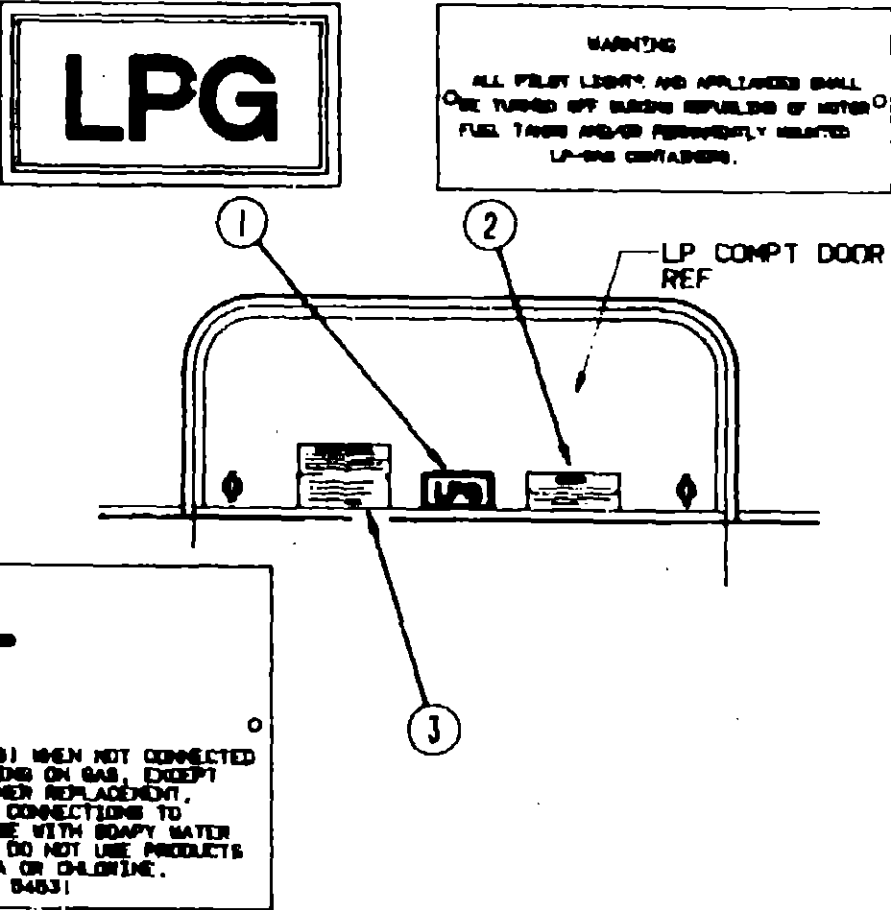 LPG
WARNING
ALL PILOT LIGHTS AND APPLIANCES SHALL
BE TURNED OFF DURING REFUELING OF MOTOR
FUEL TANKS AND/OR PERMANENTLY MOUNTED
LP-GAS CONTAINERS.
1
2
LP COMPT DOOR
REF
LPG
3
S) WHEN NOT CONNECTED
ON GAS, EXCEPT
REPLACEMENT.
CONNECTIONS TO
WITH SOAPY WATER
DO NOT USE PRODUCTS
A OR CHLORINE.